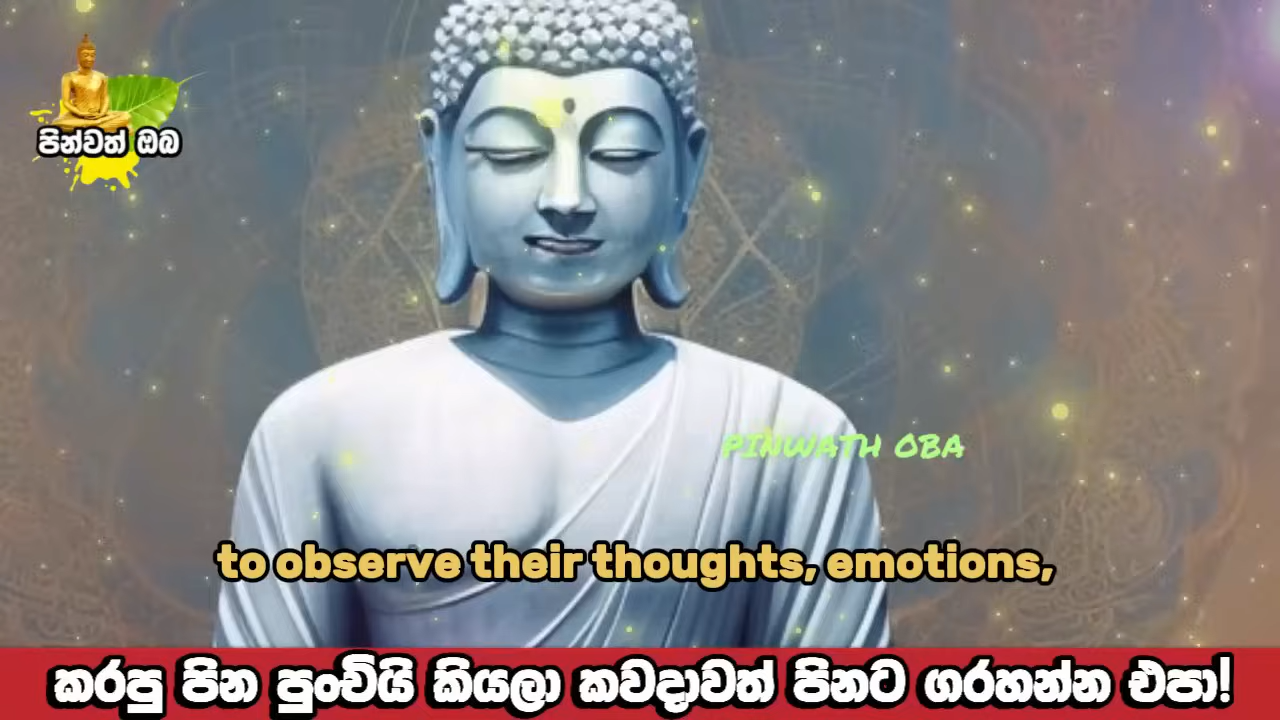 පින්වත් ඔබ
PINWATH OBA
to observe their thoughts, emotions,
කරපු පින පුංචියි කියලා කවදාවත් පිනට ගරහන්න එපා!